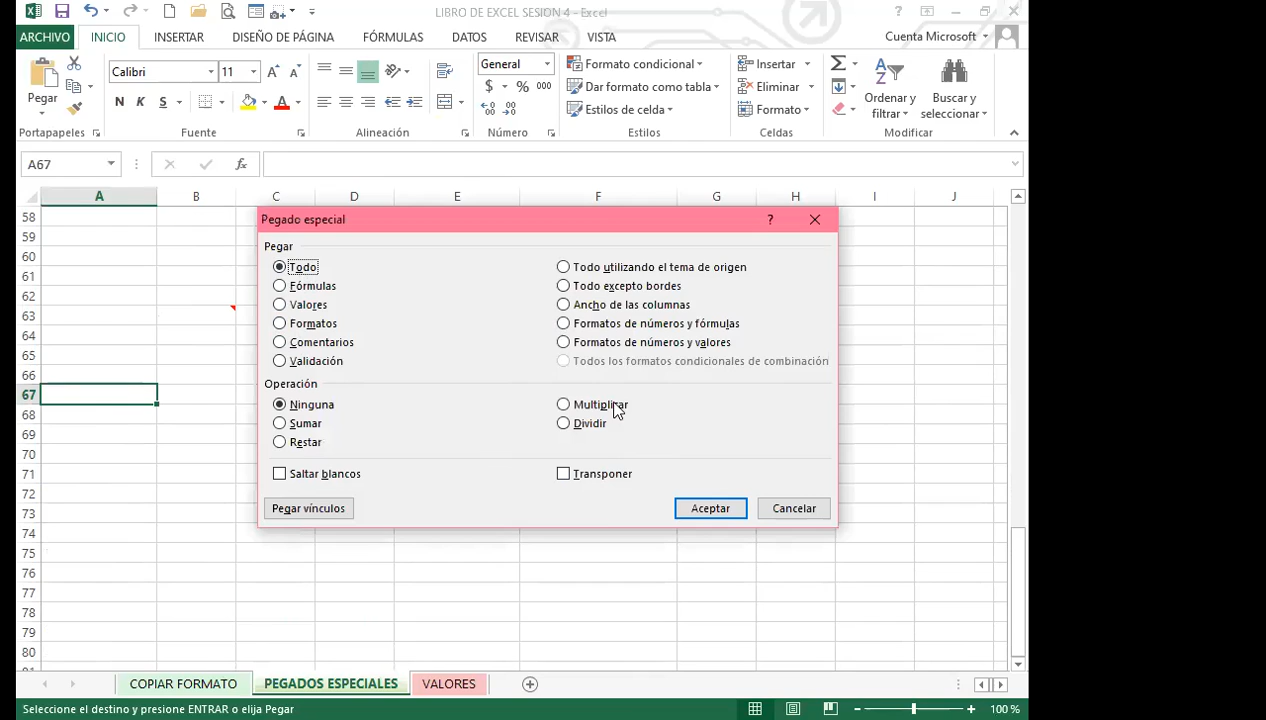 LIBRO DE EXCEL SESION 4 - Excel
ARCHIVO INICIO INSERTAR DISEÑO DE PÁGINA FÓRMULAS DATOS REVISAR VISTA Cuenta Microsoft
Pegar
Portapapeles
Calibri 11
N K S
Fuente
Alineación
General
$ % 000
Número
Formato condicional
Dar formato como tabla
Estilos de celda
Estilos
Insertar
Eliminar
Formato
Celdas
Ordenar y
filtrar
Buscar y
seleccionar
Modificar
A67
fx
A B C D E F G H I J
58
59
60
61
62
63
64
65
66
67
68
69
70
71
72
73
74
75
76
77
78
79
80
Pegado especial ?
Pegar
Todo
Fórmulas
Valores
Formatos
Comentarios
Validación
Todo utilizando el tema de origen
Todo excepto bordes
Ancho de las columnas
Formatos de números y fórmulas
Formatos de números y valores
Todos los formatos condicionales de combinación
Operación
Ninguna
Sumar
Restar
Multiplicar
Dividir
Saltar blancos
Transponer
Pegar vínculos Aceptar Cancelar
COPIAR FORMATO PEGADOS ESPECIALES VALORES
Seleccione el destino y presione ENTRAR o elija Pegar 100 %